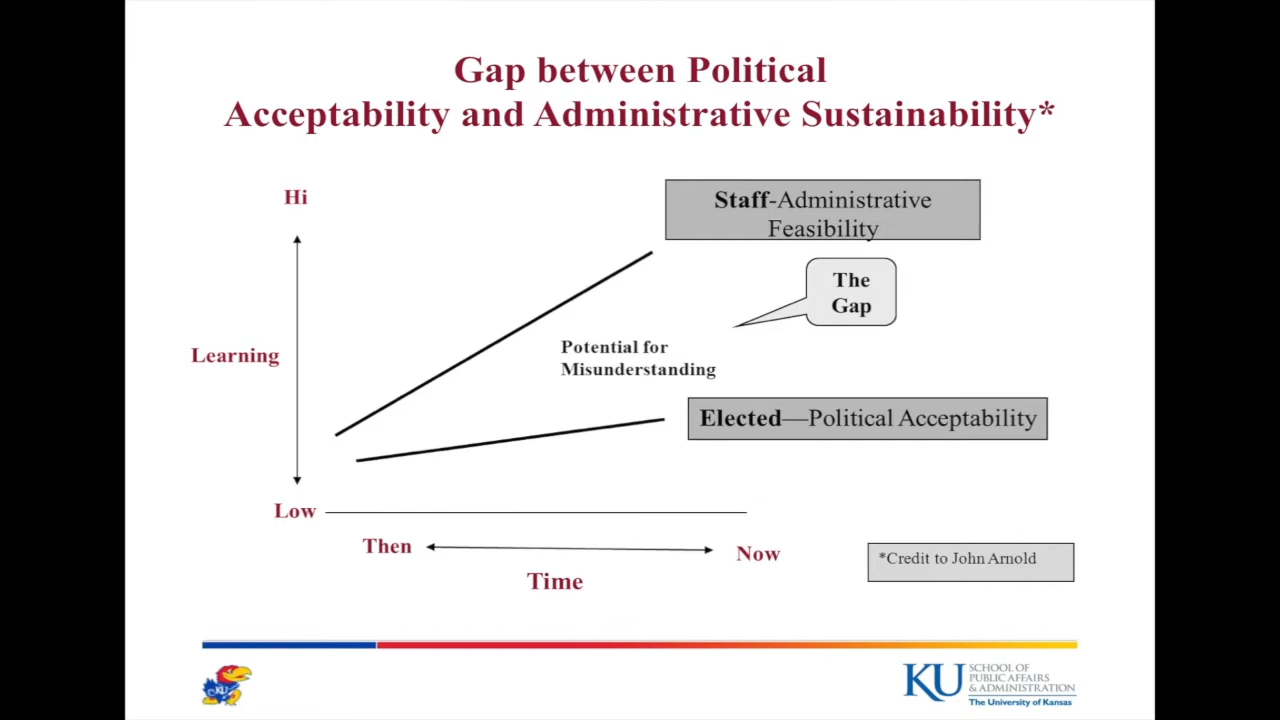 Gap between Political
Acceptability and Administrative Sustainability*
Hi
Staff-Administrative
Feasibility
The
Gap
Potential for
Misunderstanding
Learning
Elected—Political Acceptability
Low
Then
Now
Time
*Credit to John Arnold
KU
SCHOOL OF
PUBLIC AFFAIRS
& ADMINISTRATION
The University of Kansas